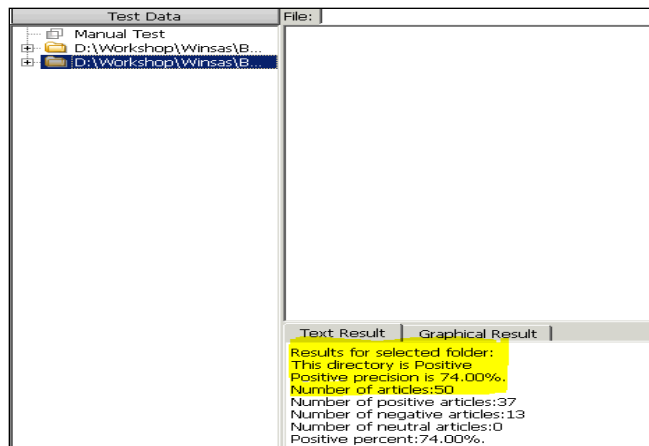 Test Data
File:
Manual Test
D:\Workshop\Winsas\B...
D:\Workshop\Winsas\B...
Text Result
Graphical Result
Results for selected folder:
This directory is Positive
Positive precision is 74.00%.
Number of articles:50
Number of positive articles:37
Number of negative articles:13
Number of neutral articles:0
Positive percent:74.00%.